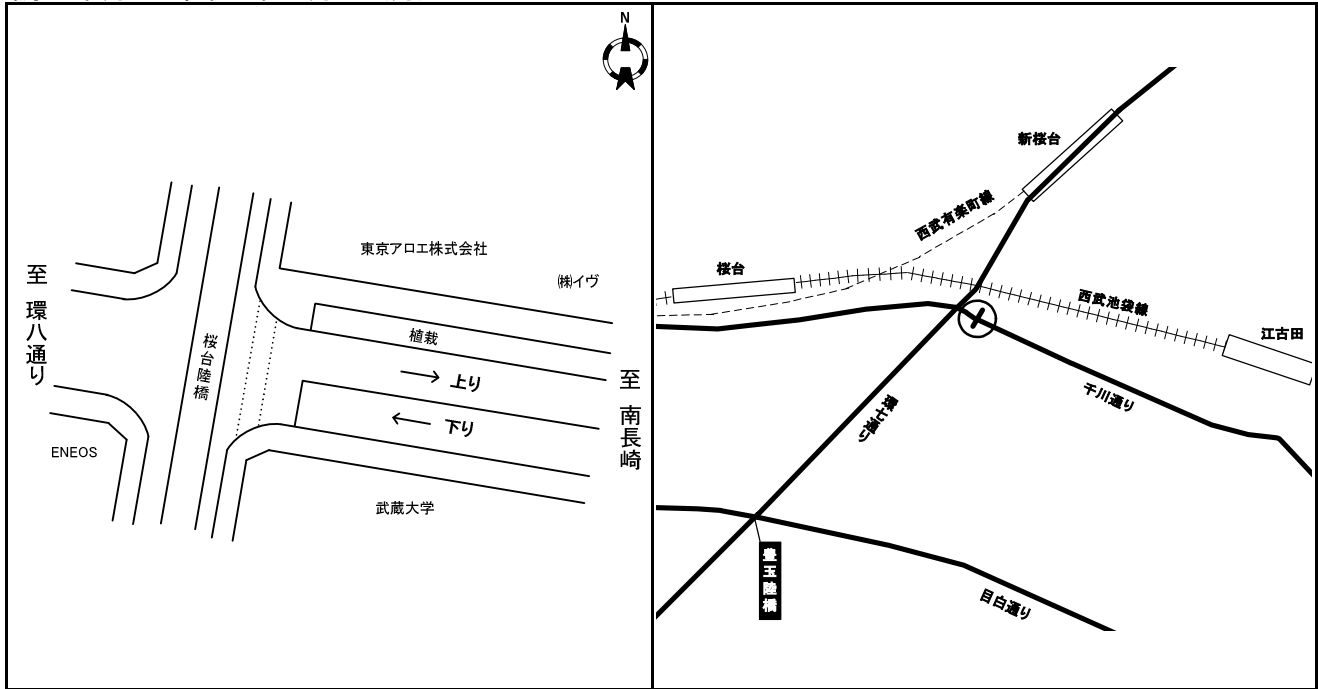 N
東京アロエ株式会社
㈱イヴ
至 環八通り
桜台陸橋
植栽
上り
下り
至 南長崎
ENEOS
武蔵大学
新桜台
西武有楽町線
桜台
西武池袋線
江古田
千川通り
環七通り
豊玉陸橋
目白通り